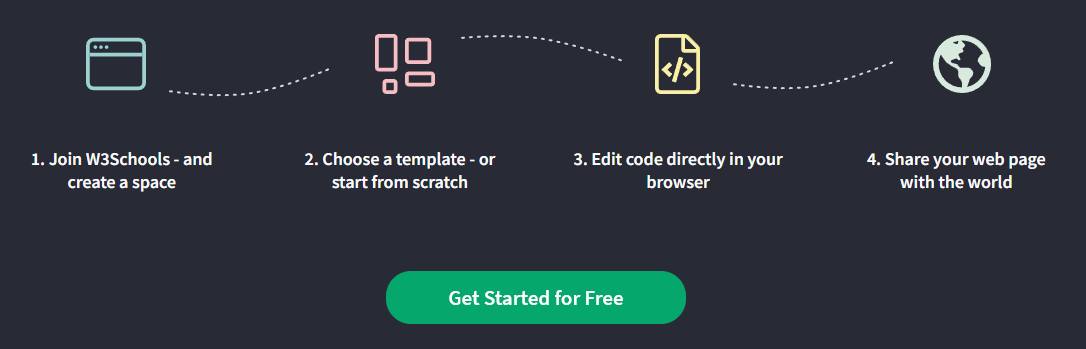 1. Join W3Schools - and
create a space
2. Choose a template - or
start from scratch
3. Edit code directly in your
browser
4. Share your web page
with the world
Get Started for Free